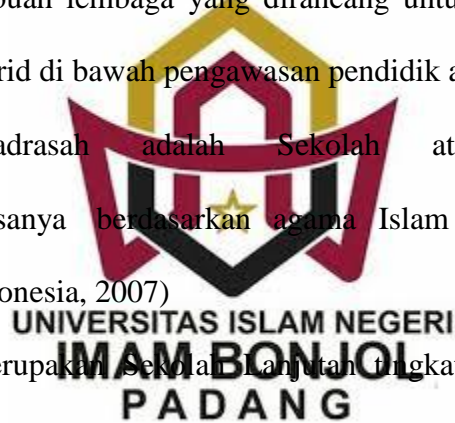 buah lembaga yang dirancang untu
rid di bawah pengawasan pendidik a
adrasah adalah Sekolah at
sanya berdasarkan agama Islam
onesia, 2007)
UNIVERSITAS ISLAM NEGERI
erupakan Sekolah Lanjutan tingka
IMAM BONJOL
PADANG